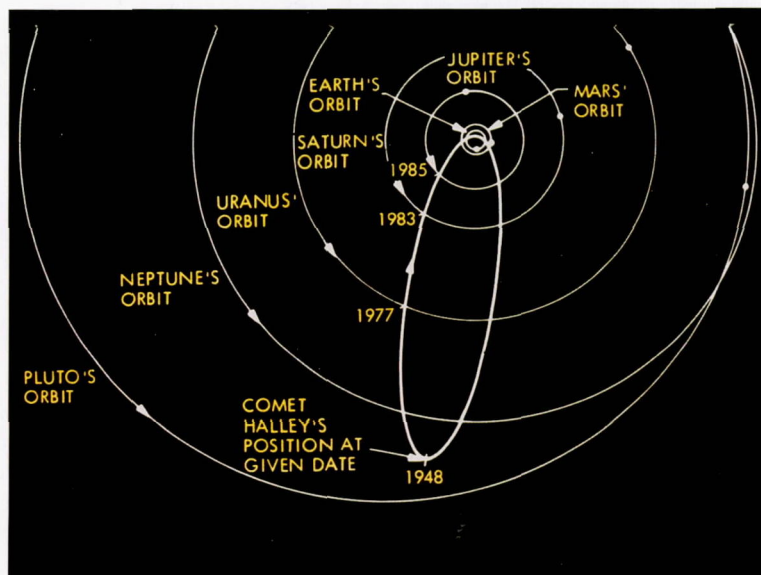 JUPITER'S
ORBIT
EARTH'S
ORBIT
MARS'
ORBIT
SATURN'S
ORBIT
1985
URANUS'
ORBIT
1983
NEPTUNE'S
ORBIT
1977
PLUTO'S
ORBIT
COMET
HALLEY'S
POSITION AT
GIVEN DATE
1948